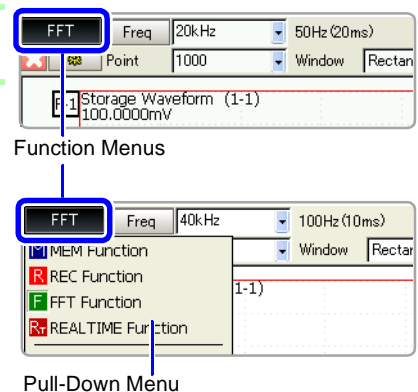 FFT Freq 20kHz 50Hz(20ms)
Point 1000 Window Rectan
F-1 Storage Waveform (1-1)
100.0000mV
Function Menus
FFT Freq 40kHz 100Hz(10ms)
M MEM Function Window Rectar
R REC Function
1-1)
F FFT Function
RT REALTIME Function
Pull-Down Menu